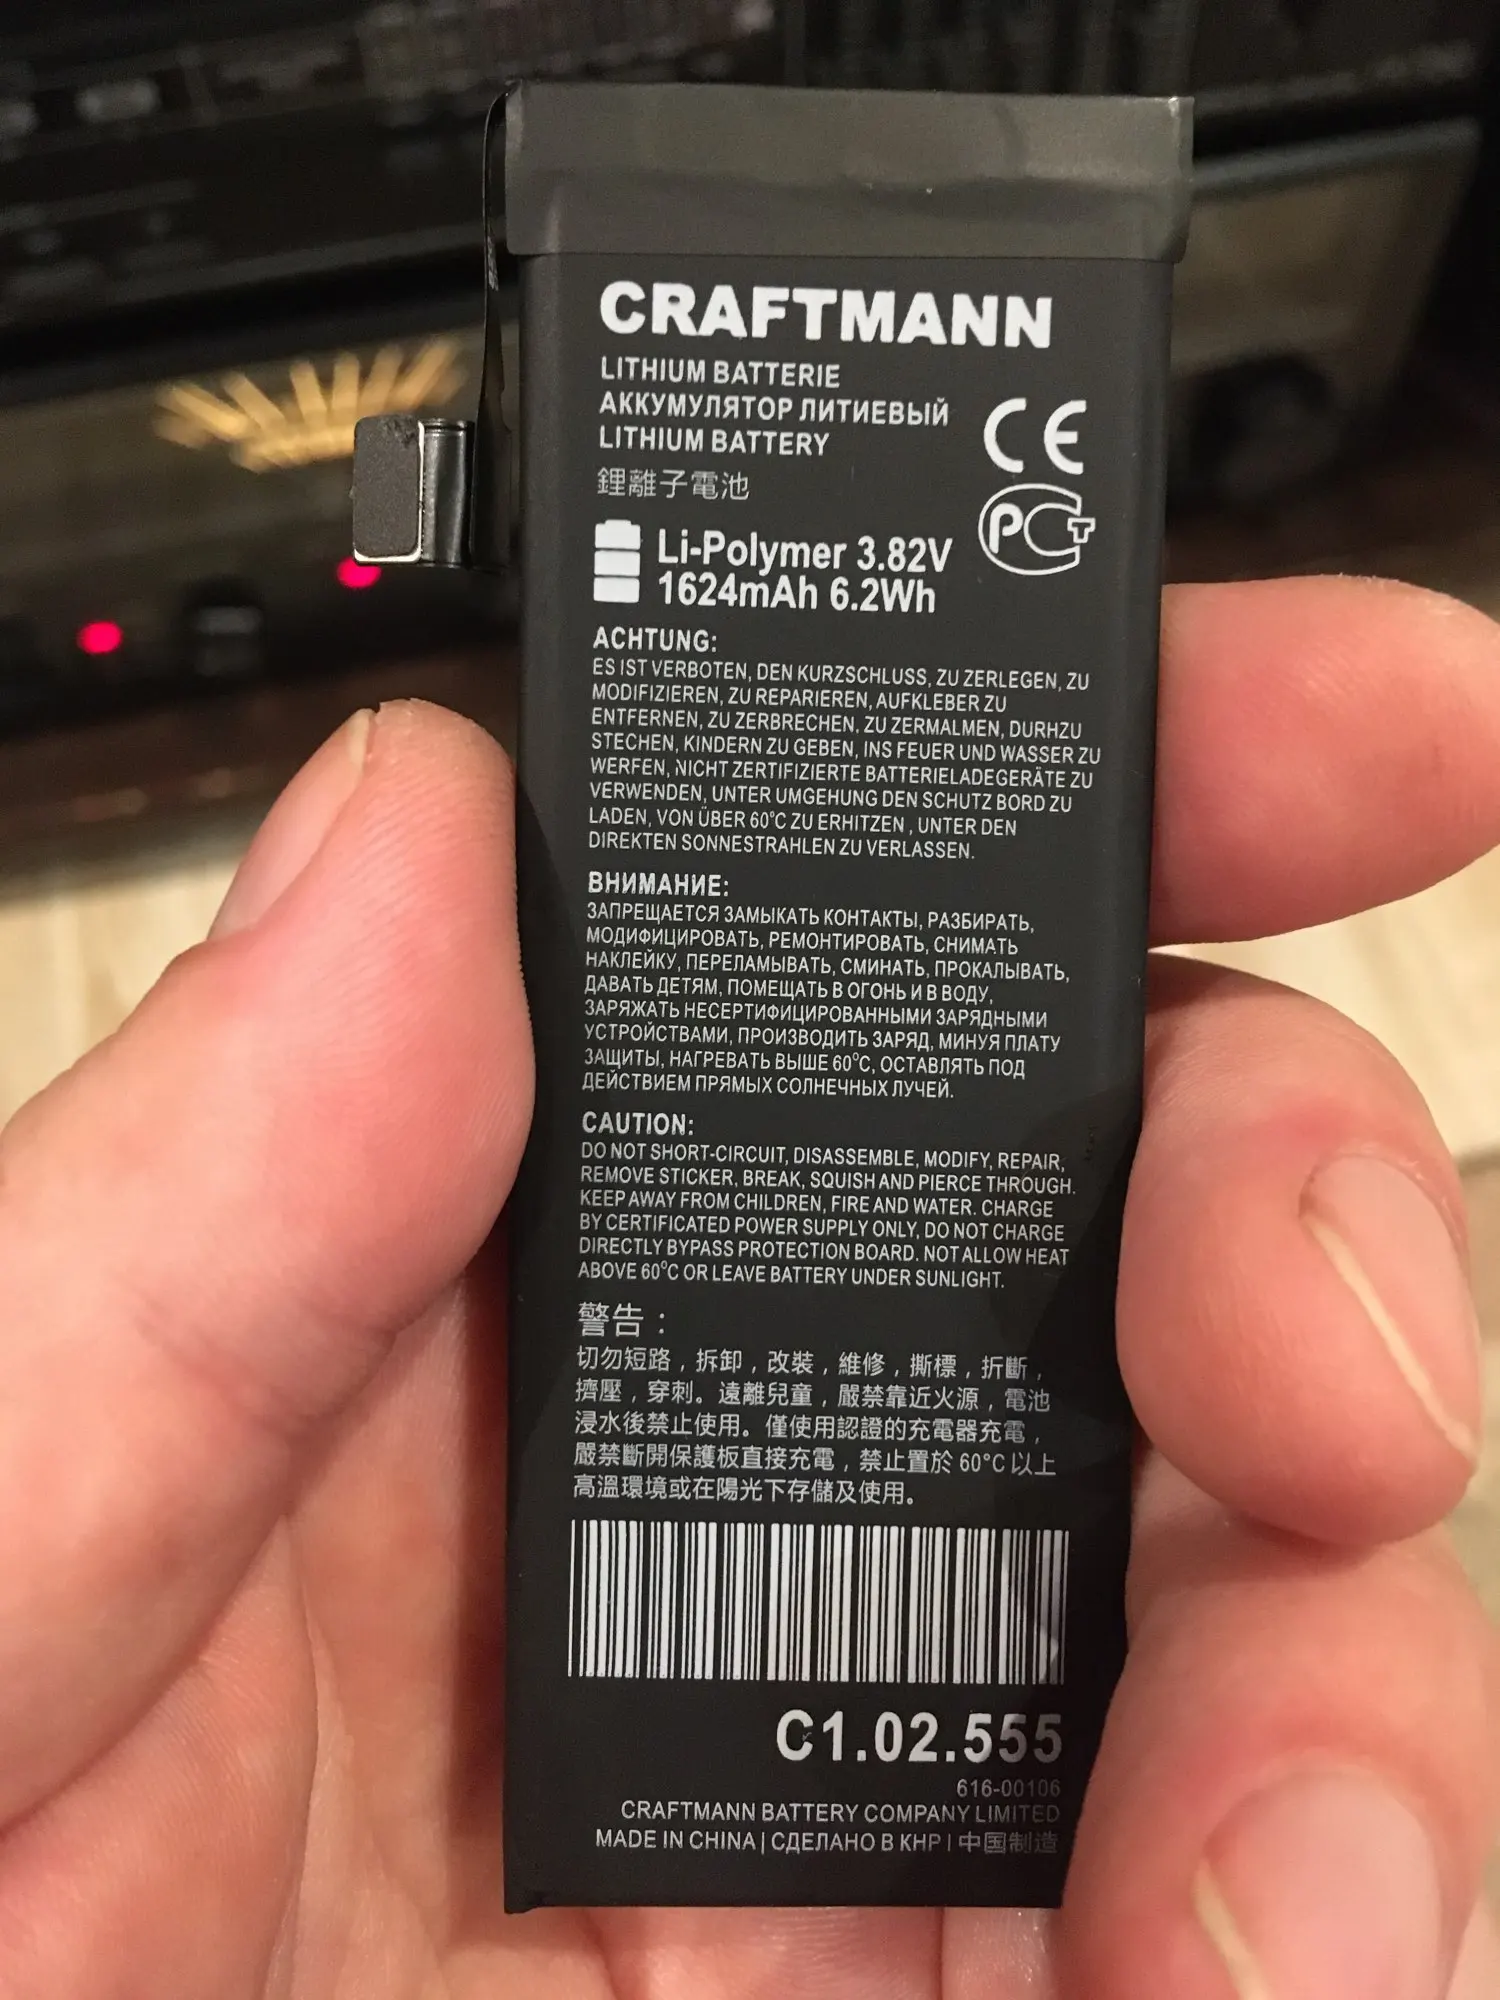 CRAFTMANN
LITHIUM BATTERIE
АККУМУЛЯТОР ЛИТИЕВЫЙ
LITHIUM BATTERY
鋰離子電池
CE
РСТ
Li-Polymer 3.82V
1624mAh 6.2Wh
ACHTUNG:
ES IST VERBOTEN, DEN KURZSCHLUSS, ZU ZERLEGEN, ZU
MODIFIZIEREN, ZU REPARIEREN, AUFKLEBER ZU
ENTFERNEN, ZU ZERBRECHEN, ZU ZERMALMEN, DURHZU
STECHEN, KINDERN ZU GEBEN, INS FEUER UND WASSER ZU
WERFEN, NICHT ZERTIFIZIERTE BATTERIELADEGERÄTE ZU
VERWENDEN, UNTER UMGEHUNG DEN SCHUTZ BORD ZU
LADEN, VON ÜBER 60°C ZU ERHITZEN , UNTER DEN
DIREKTEN SONNESTRAHLEN ZU VERLASSEN.
ВНИМАНИЕ:
ЗАПРЕЩАЕТСЯ ЗАМЫКАТЬ КОНТАКТЫ, РАЗБИРАТЬ,
МОДИФИЦИРОВАТЬ, РЕМОНТИРОВАТЬ, СНИМАТЬ
НАКЛЕЙКУ, ПЕРЕЛАМЫВАТЬ, СМИНАТЬ, ПРОКАЛЫВАТЬ,
ДАВАТЬ ДЕТЯМ, ПОМЕЩАТЬ В ОГОНЬ И В ВОДУ,
ЗАРЯЖАТЬ НЕСЕРТИФИЦИРОВАННЫМИ ЗАРЯДНЫМИ
УСТРОЙСТВАМИ, ПРОИЗВОДИТЬ ЗАРЯД, МИНУЯ ПЛАТУ
ЗАЩИТЫ, НАГРЕВАТЬ ВЫШЕ 60°С, ОСТАВЛЯТЬ ПОД
ДЕЙСТВИЕМ ПРЯМЫХ СОЛНЕЧНЫХ ЛУЧЕЙ.
CAUTION:
DO NOT SHORT-CIRCUIT, DISASSEMBLE, MODIFY, REPAIR,
REMOVE STICKER, BREAK, SQUISH AND PIERCE THROUGH.
KEEP AWAY FROM CHILDREN, FIRE AND WATER. CHARGE
BY CERTIFICATED POWER SUPPLY ONLY, DO NOT CHARGE
DIRECTLY BYPASS PROTECTION BOARD. NOT ALLOW HEAT
ABOVE 60°C OR LEAVE BATTERY UNDER SUNLIGHT.
警告：
切勿短路，拆卸，改裝，維修，撕標，折斷，
擠壓，穿刺。遠離兒童，嚴禁靠近火源，電池
浸水後禁止使用。僅使用認證的充電器充電，
嚴禁斷開保護板直接充電，禁止置於 60°C 以上
高溫環境或在陽光下存儲及使用。
C1.02.555
616-00106
CRAFTMANN BATTERY COMPANY LIMITED
MADE IN CHINA | СДЕЛАНО В КНР | 中国制造